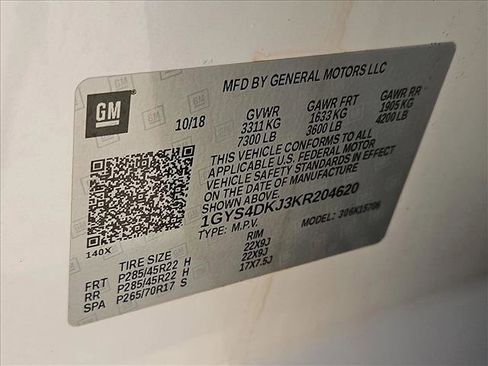 GM
MFD BY GENERAL MOTORS LLC
10/18 GVWR GAWR FRT GAWR RR
3311 KG 1633 KG 1905 KG
7300 LB 3600 LB 4200 LB
THIS VEHICLE CONFORMS TO ALL
APPLICABLE U.S. FEDERAL MOTOR
VEHICLE SAFETY STANDARDS IN EFFECT
ON THE DATE OF MANUFACTURE
SHOWN ABOVE.
1GYS4DKJ3KR204620
TYPE: M.P.V. MODEL: 306K15706
140X
TIRE SIZE RIM
FRT P285/45R22 H 22X9J
RR P285/45R22 H 22X9J
SPA P265/70R17 S 17X7.5J